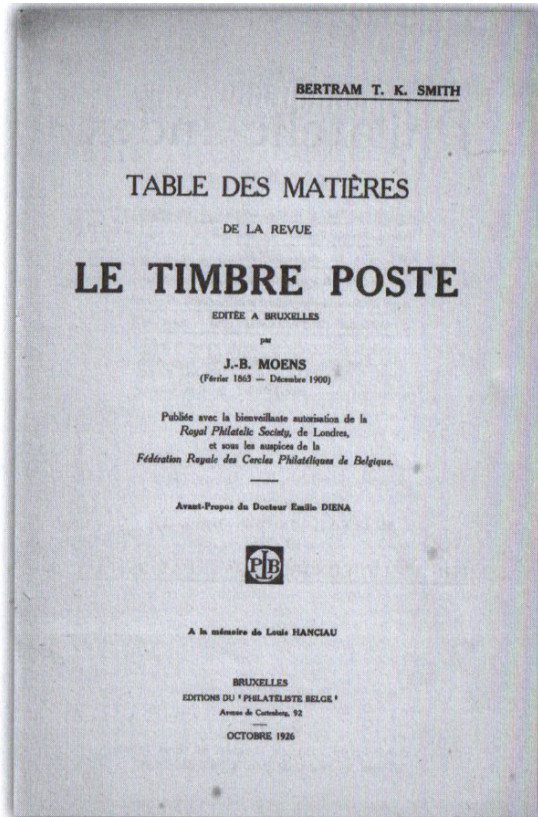 BERTRAM T. K. SMITH
TABLE DES MATIÈRES
DE LA REVUE
LE TIMBRE POSTE
EDITÉE A BRUXELLES
par
J.-B. MOENS
(Février 1863 — Décembre 1900)
Publiée avec la bienveillante autorisation de la
Royal Philatelic Society, de Londres,
et sous les auspices de la
Fédération Royale des Cercles Philatéliques de Belgique.
Avant-Propos du Docteur Emilio DIENA
PLB
A la mémoire de Louis HANCIAU
BRUXELLES
EDITIONS DU "PHILATÉLISTE BELGE"
Avenue de Cortenberg, 92
OCTOBRE 1926